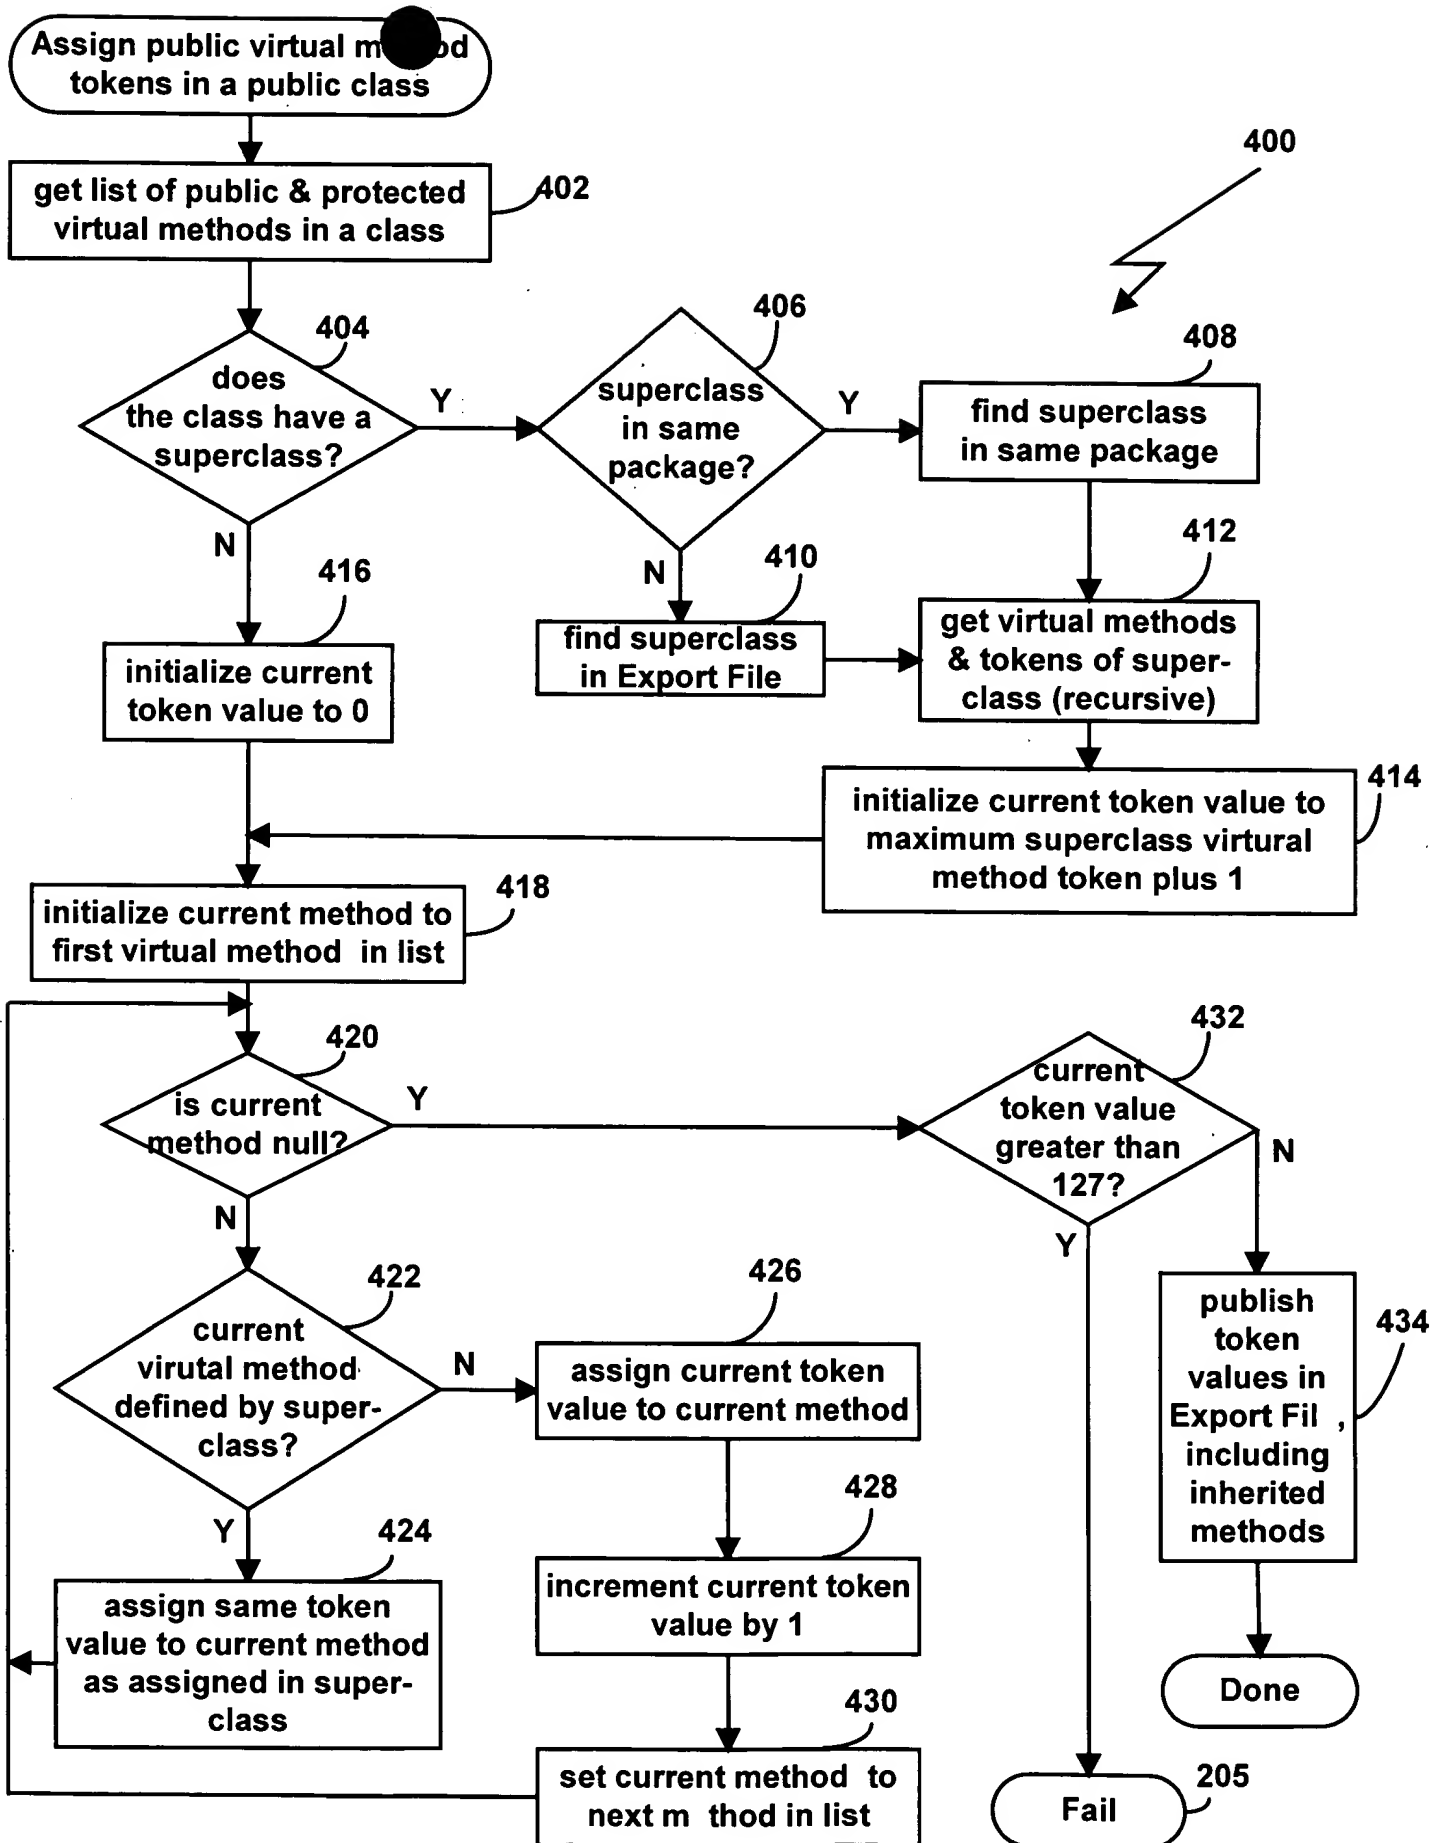 Assign public virtual
tokens in a public class
400
get list of public & protected
virtual methods in a class
402
404
does
the class have a
superclass?
Y
N
406
superclass
in same
package?
Y
N
408
find superclass
in same package
410
find superclass
in Export File
412
get virtual methods
& tokens of super-
class (recursive)
414
initialize current token value to
maximum superclass virtural
method token plus 1
416
initialize current
token value to 0
418
initialize current method to
first virtual method in list
420
is current
method null?
Y
N
432
current
token value
greater than
127?
N
Y
422
current
virutal method
defined by super-
class?
N
Y
426
assign current token
value to current method
434
publish
token
values in
Export Fil ,
including
inherited
methods
424
assign same token
value to current method
as assigned in super-
class
428
increment current token
value by 1
430
set current method to
next m thod in list
Done
Fail
205